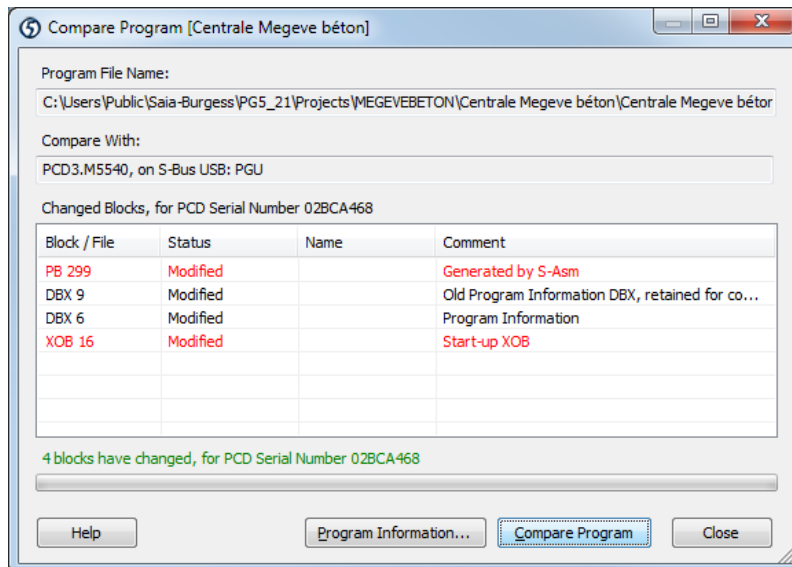 Compare Program [Centrale Megeve béton]
Program File Name:
C:\Users\Public\Saia-Burgess\PG5_21\Projects\MEGEVEBETON\Centrale Megeve béton\Centrale Megeve bétor
Compare With:
PCD3.M5540, on S-Bus USB: PGU
Changed Blocks, for PCD Serial Number 02BCA468
Block / File Status Name Comment
PB 299 Modified Generated by S-Asm
DBX 9 Modified Old Program Information DBX, retained for co...
DBX 6 Modified Program Information
XOB 16 Modified Start-up XOB
4 blocks have changed, for PCD Serial Number 02BCA468
Help Program Information... Compare Program Close